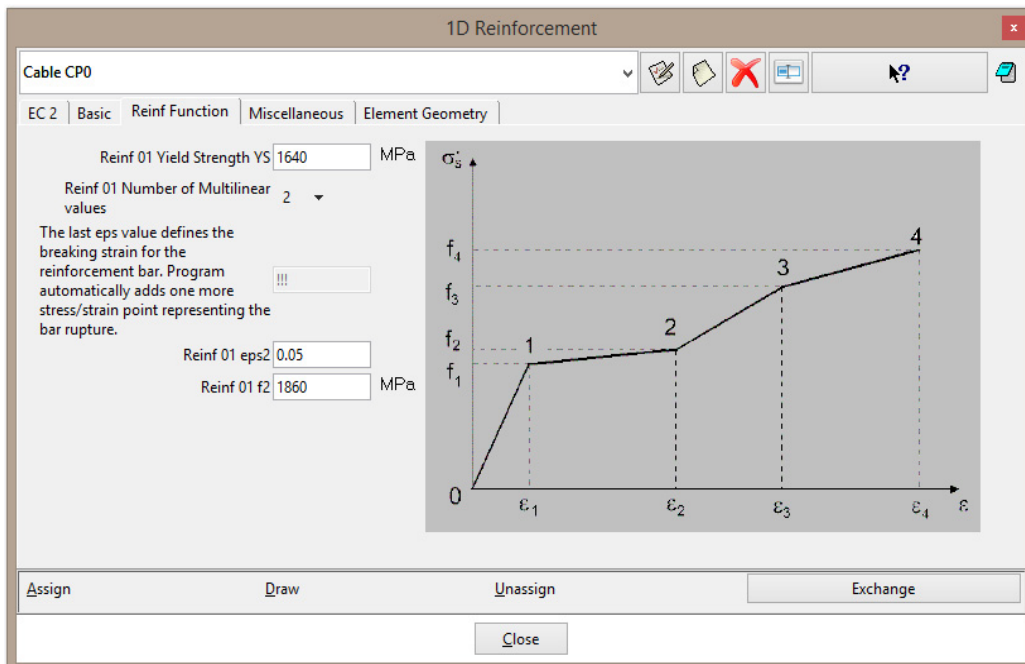 1D Reinforcement
x
Cable CP0
?
EC 2 Basic Reinf Function Miscellaneous Element Geometry
Reinf 01 Yield Strength YS 1640 MPa
Reinf 01 Number of Multilinear
values
2
The last eps value defines the
breaking strain for the
reinforcement bar. Program
automatically adds one more
stress/strain point representing the
bar rupture.
!!!
Reinf 01 eps2 0.05
Reinf 01 f2 1860 MPa
σs
f4
f3
f2
f1
1
2
3
4
0
ε1 ε2 ε3 ε4 ε
Assign Draw Unassign Exchange
Close